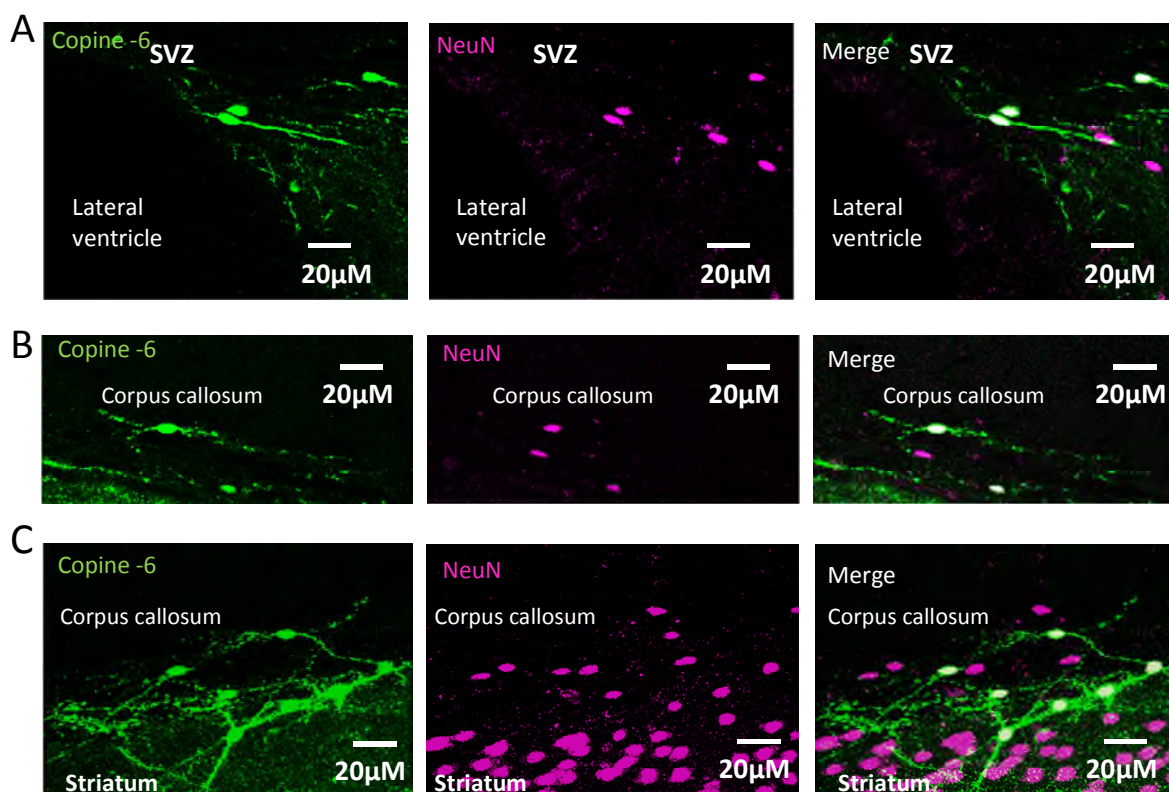 A
Copine -6
SVZ
Lateral
ventricle
20µM
NeuN
SVZ
Lateral
ventricle
20µM
Merge SVZ
Lateral
ventricle
20µM
B
Copine -6
20µM
Corpus callosum
NeuN
20µM
Corpus callosum
Merge
20µM
Corpus callosum
C
Copine -6
Corpus callosum
20µM
Striatum
NeuN
Corpus callosum
20µM
Striatum
Merge
Corpus callosum
20µM
Striatum